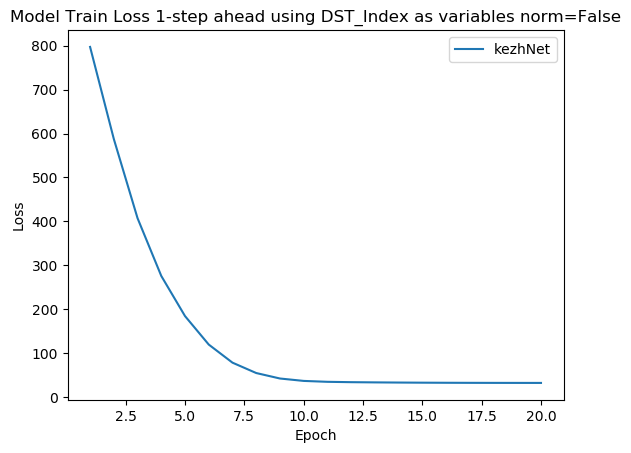 Model Train Loss 1-step ahead using DST_Index as variables norm=False
kezhNet
800
700
600
500
400
300
200
100
0
Loss
2.5 5.0 7.5 10.0 12.5 15.0 17.5 20.0
Epoch